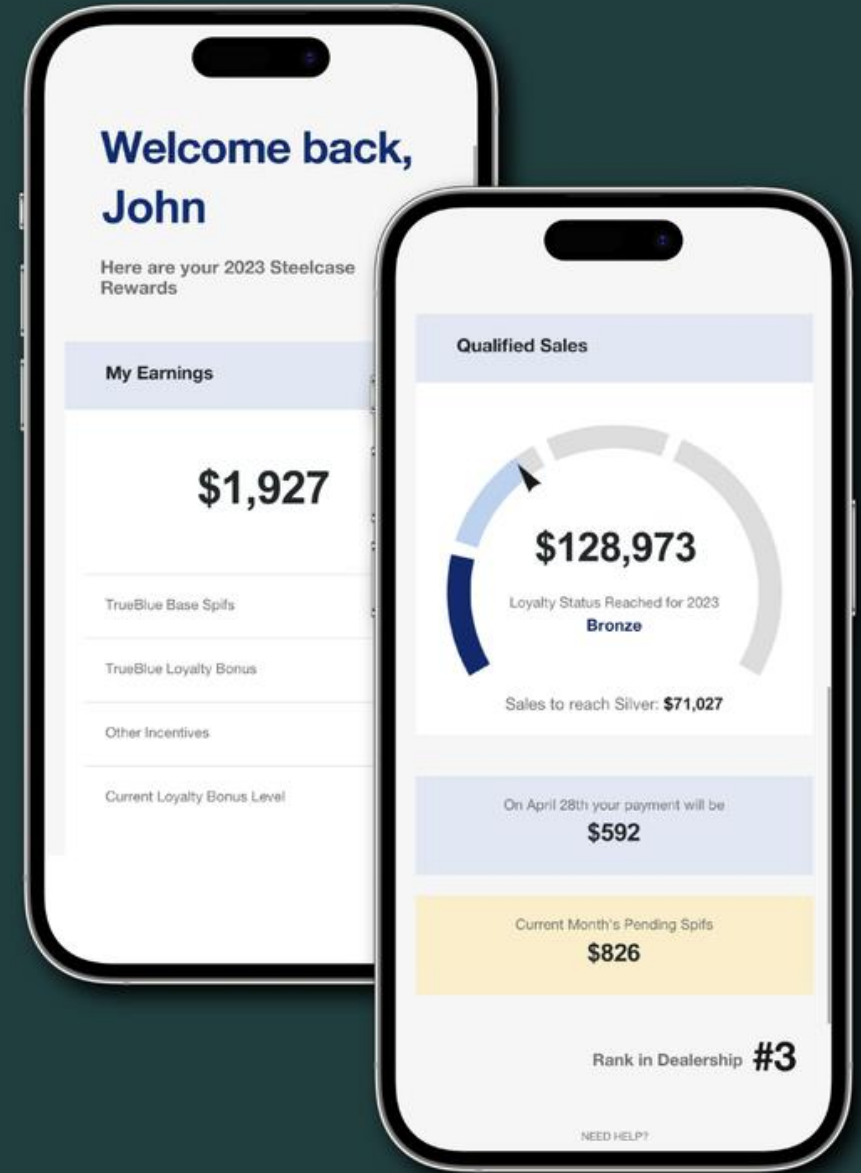 Welcome back,
John
Here are your 2023 Steelcase
Rewards
My Earnings
$1,927
TrueBlue Base Spifs
TrueBlue Loyalty Bonus
Other Incentives
Current Loyalty Bonus Level
Qualified Sales
$128,973
Loyalty Status Reached for 2023
Bronze
Sales to reach Silver: $71,027
On April 28th your payment will be
$592
Current Month's Pending Spifs
$826
Rank in Dealership #3
NEED HELP?